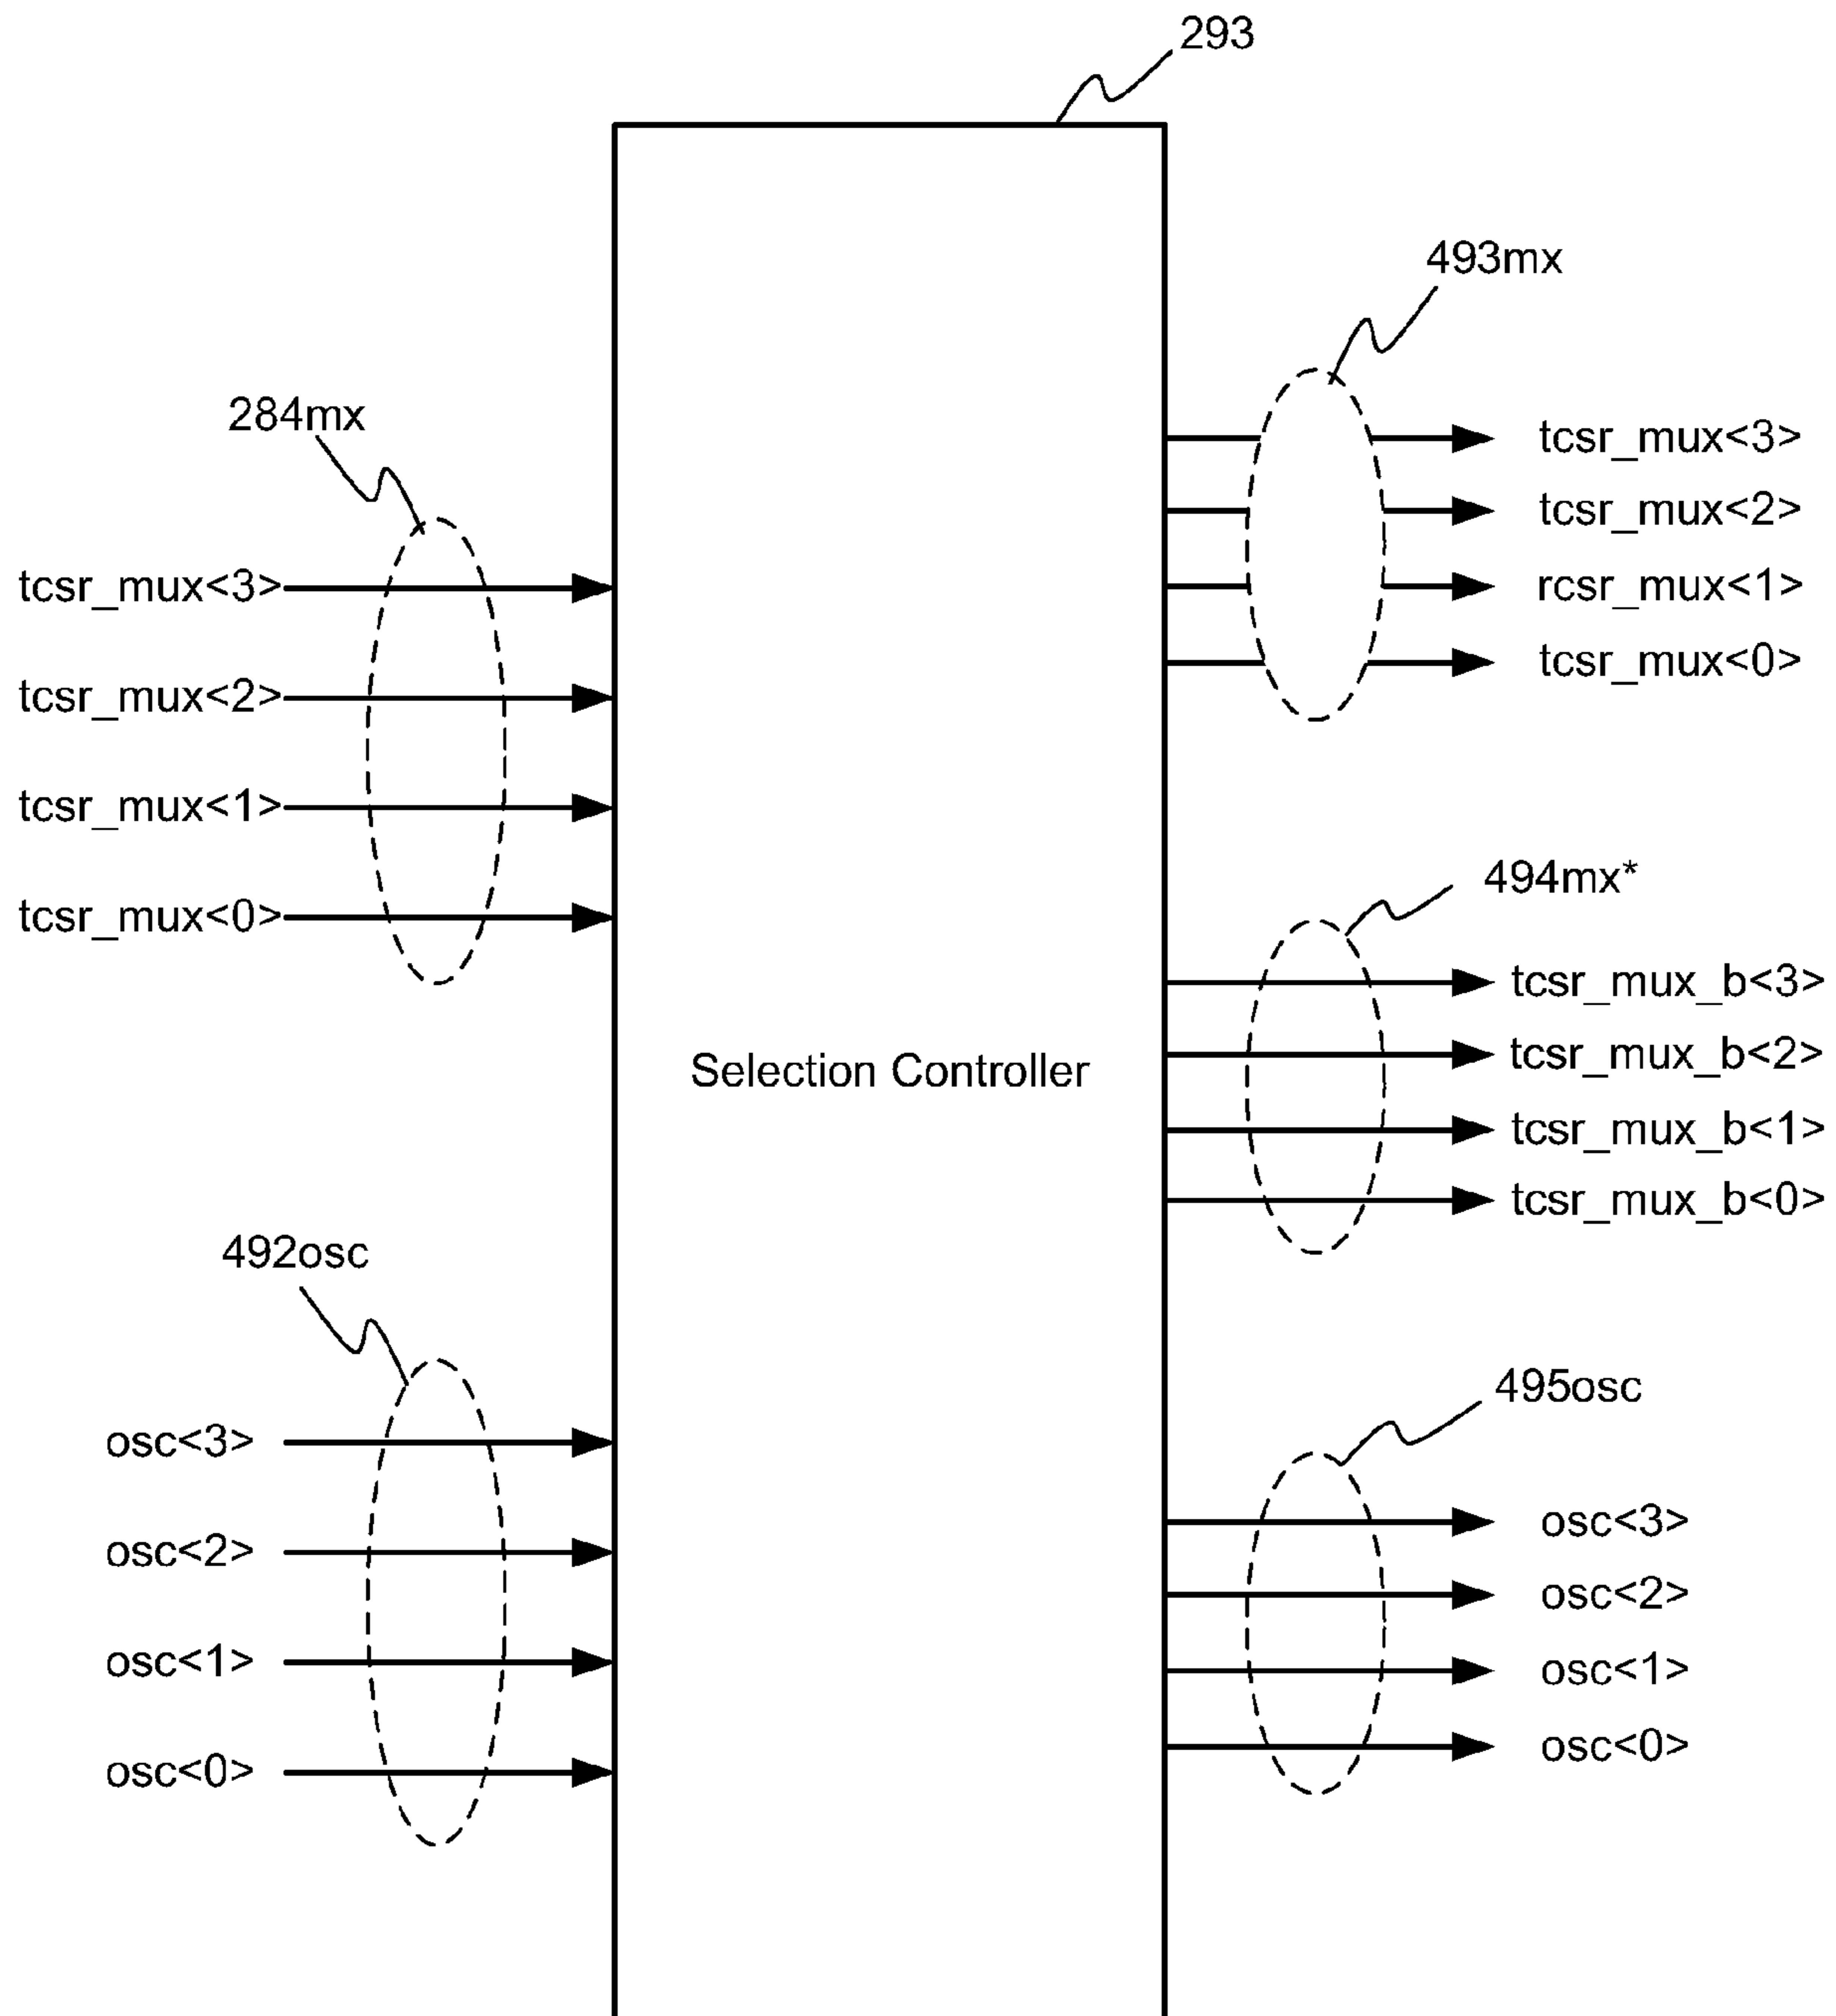 293
493mx
284mx
tcsr_mux<3>
tcsr_mux<2>
tcsr_mux<1>
tcsr_mux<0>
tcsr_mux<3>
tcsr_mux<2>
rcsr_mux<1>
tcsr_mux<0>
494mx*
tcsr_mux_b<3>
tcsr_mux_b<2>
tcsr_mux_b<1>
tcsr_mux_b<0>
Selection Controller
492osc
osc<3>
osc<2>
osc<1>
osc<0>
495osc
osc<3>
osc<2>
osc<1>
osc<0>